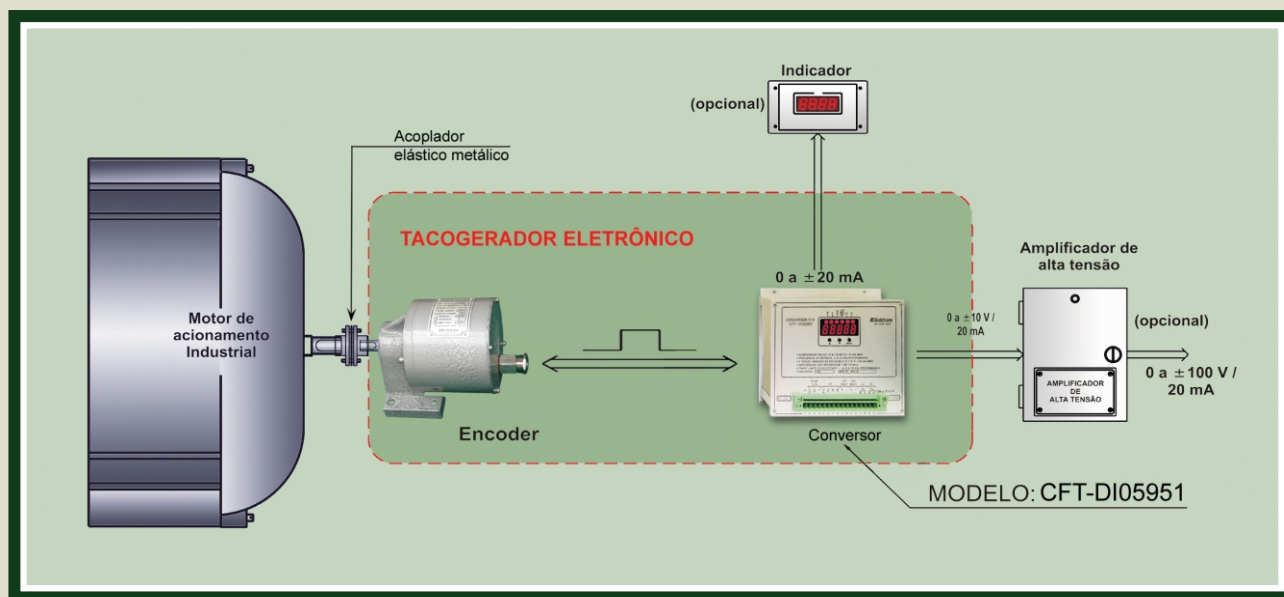 Indicador
(opcional)
Acoplador
elástico metálico
TACOGERADOR ELETRÔNICO
0 a ±20 mA
Amplificador de
alta tensão
Motor de
acionamento
Industrial
0 a ±10 V /
20 mA
(opcional)
0 a ±100 V /
20 mA
AMPLIFICADOR
DE
ALTA TENSÃO
Encoder
Conversor
MODELO: CFT-DI05951